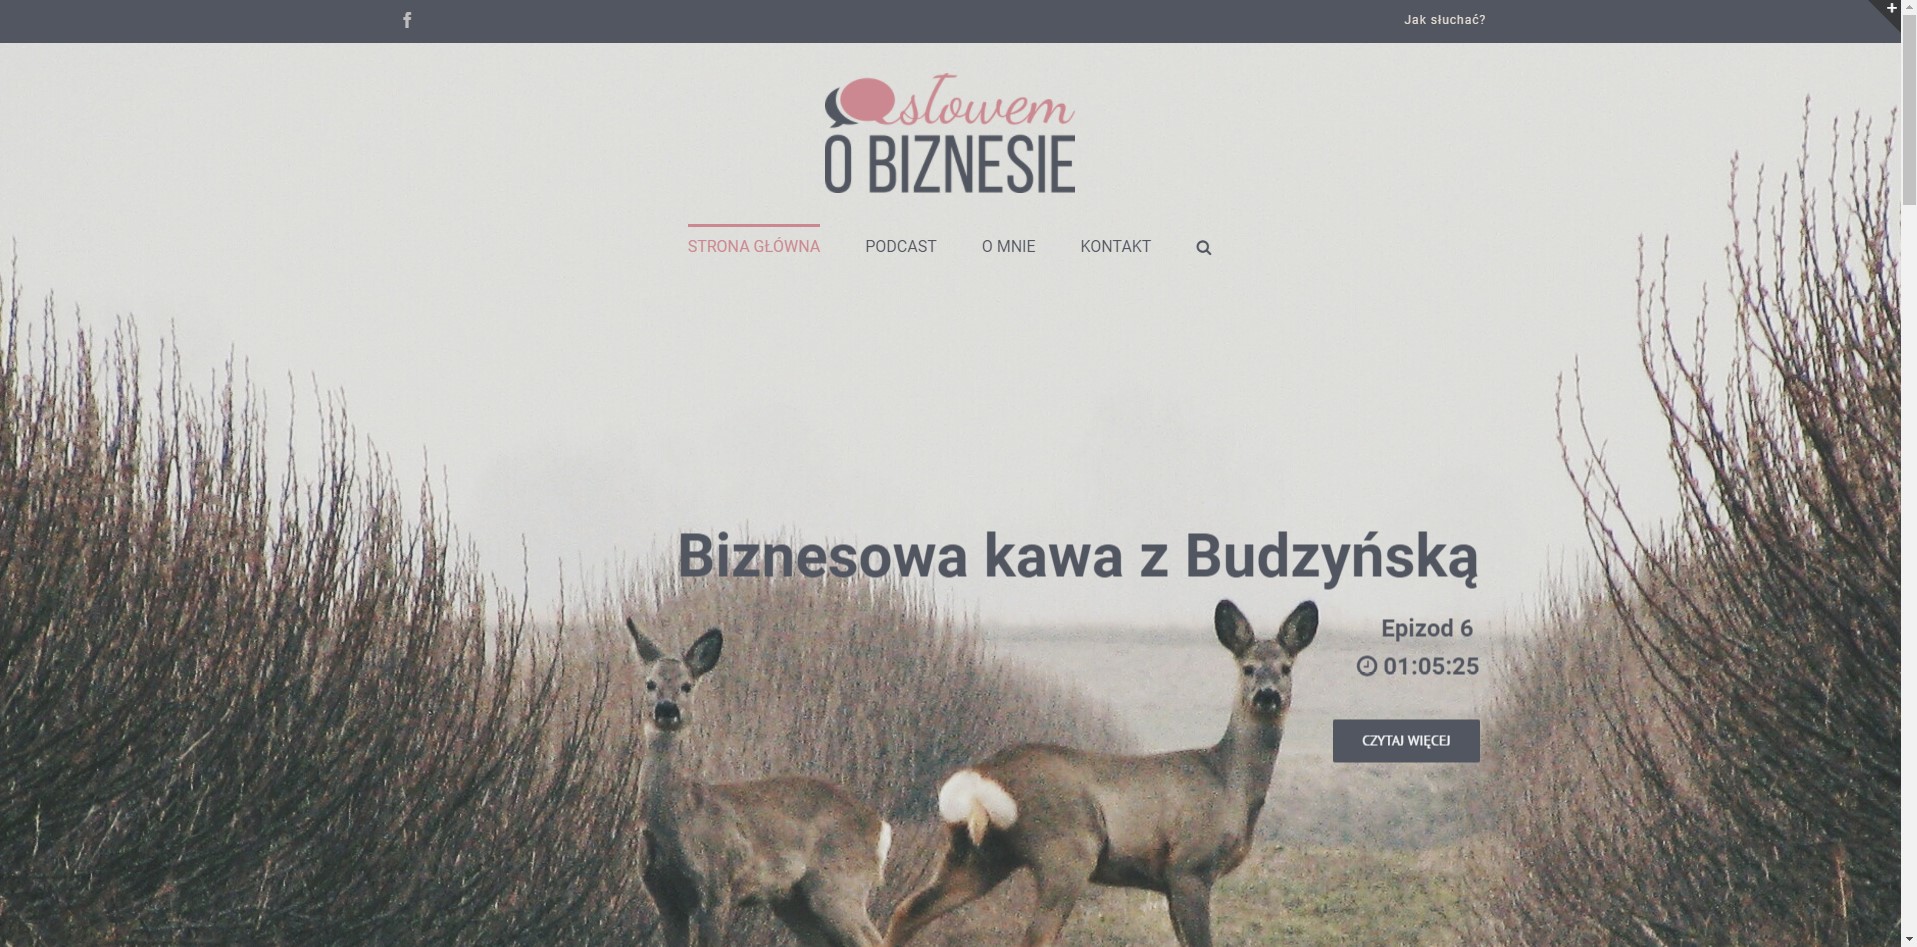 Jak słuchać?
słowem
O BIZNESIE
STRONA GŁÓWNA PODCAST O MNIE KONTAKT
Biznesowa kawa z Budzyńską
Epizod 6
01:05:25
CZYTAJ WIĘCEJ